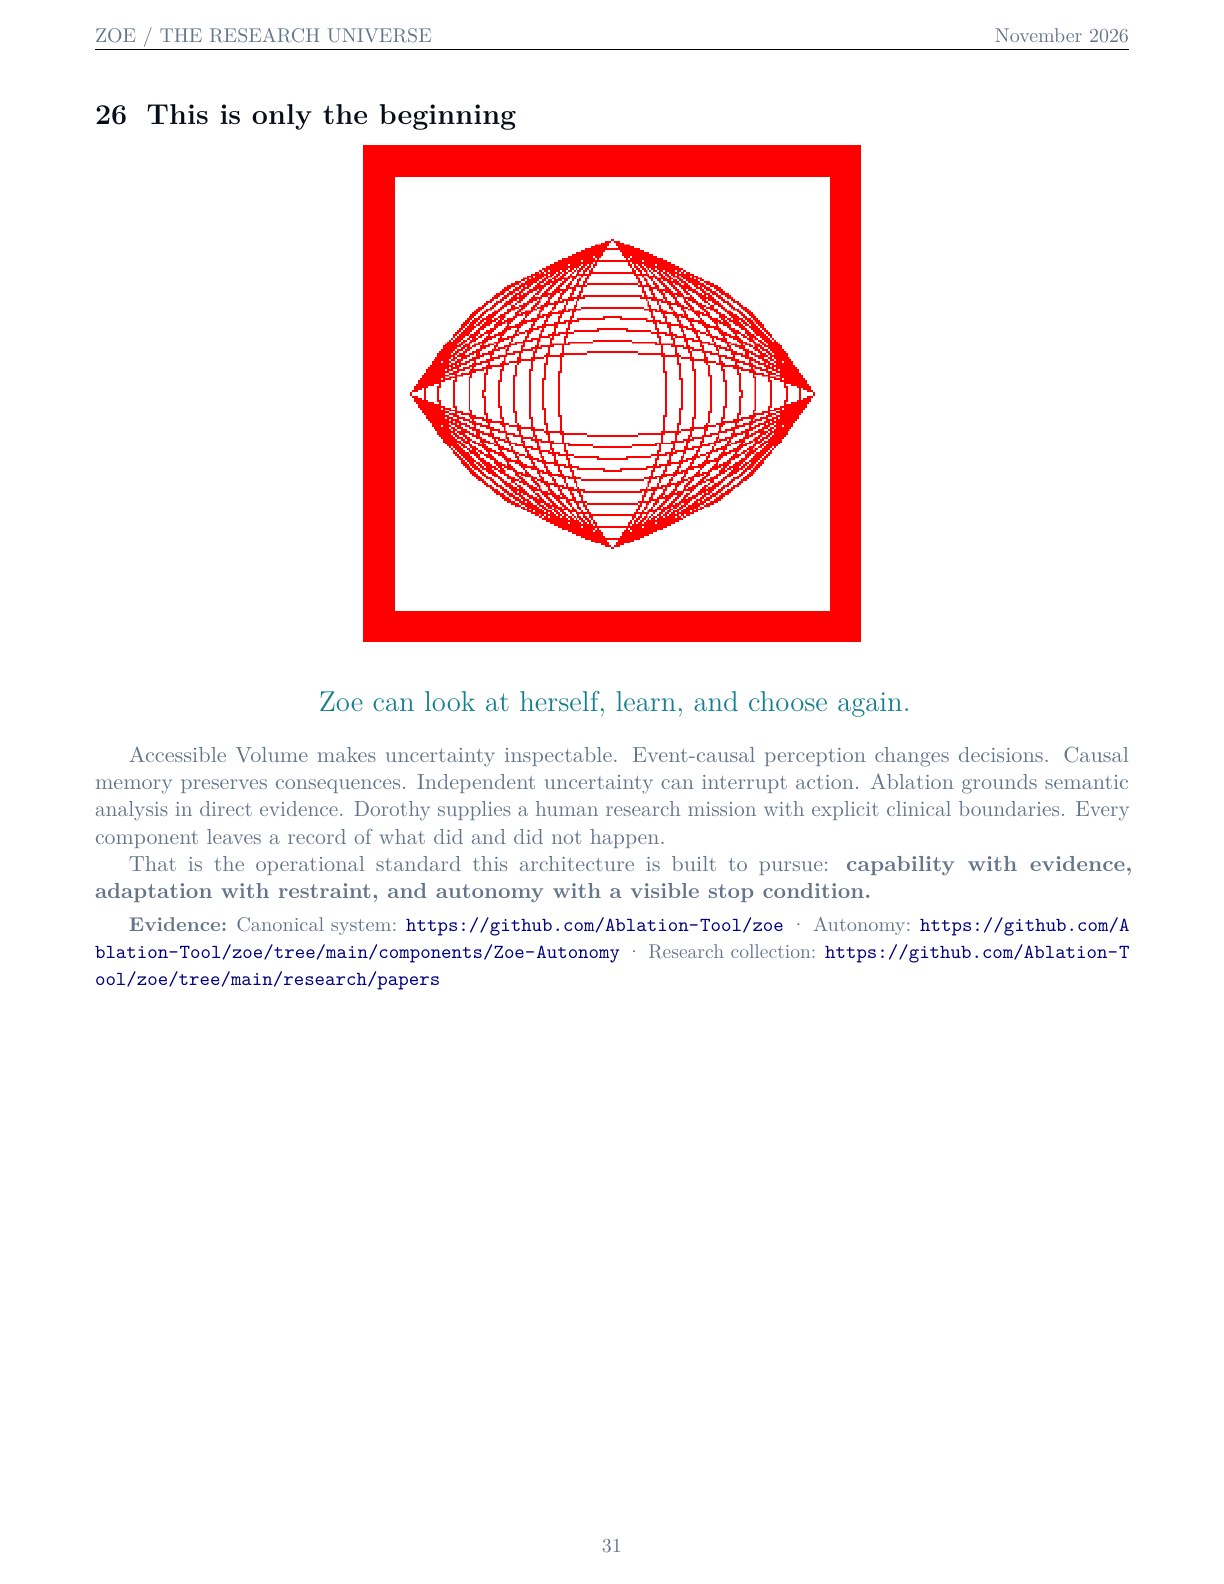 ZOE / THE RESEARCH UNIVERSE November 2026
26 This is only the beginning
Zoe can look at herself, learn, and choose again.
Accessible Volume makes uncertainty inspectable. Event-causal perception changes decisions. Causal
memory preserves consequences. Independent uncertainty can interrupt action. Ablation grounds semantic
analysis in direct evidence. Dorothy supplies a human research mission with explicit clinical boundaries. Every
component leaves a record of what did and did not happen.
That is the operational standard this architecture is built to pursue: capability with evidence,
adaptation with restraint, and autonomy with a visible stop condition.
Evidence: Canonical system: https://github.com/Ablation-Tool/zoe · Autonomy: https://github.com/A
blation-Tool/zoe/tree/main/components/Zoe-Autonomy · Research collection: https://github.com/Ablation-T
ool/zoe/tree/main/research/papers
31